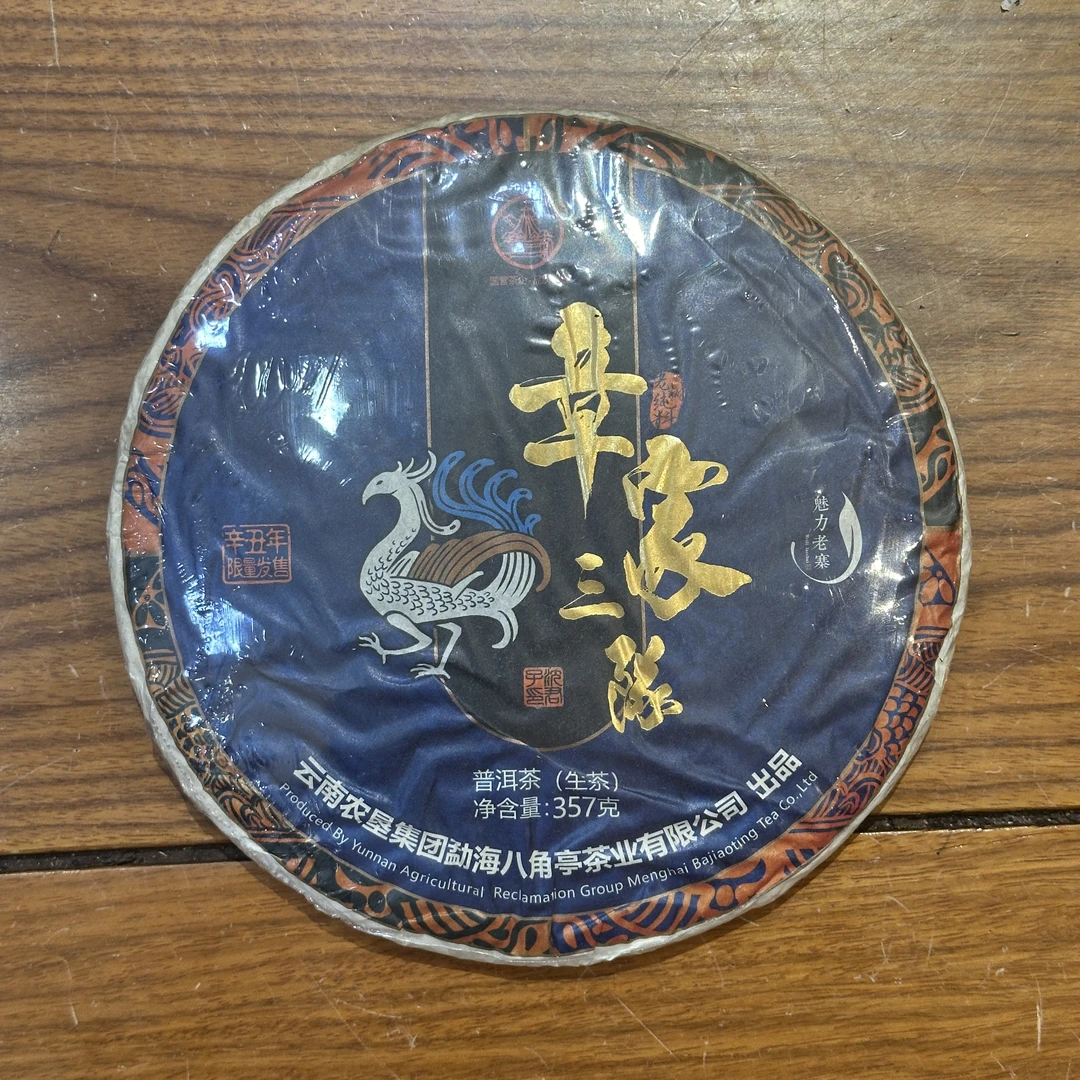 章家
三队
老树料
魅力老寨
辛丑年
限量发售
普洱茶（生茶）
净含量:357克
云南农垦集团勐海八角亭茶业有限公司 出品
Produced By Yunnan Agricultural Reclamation Group Menghai Bajiaoting Tea Co.,Ltd